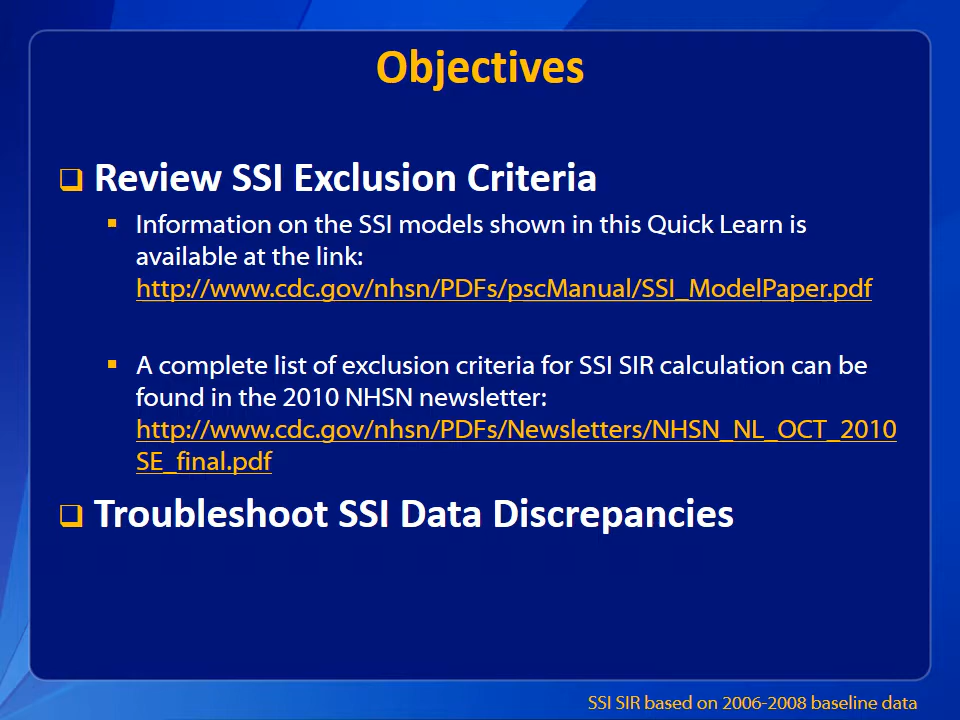 Objectives
Review SSI Exclusion Criteria
Information on the SSI models shown in this Quick Learn is
available at the link:
http://www.cdc.gov/nhsn/PDFs/pscManual/SSI_ModelPaper.pdf
A complete list of exclusion criteria for SSI SIR calculation can be
found in the 2010 NHSN newsletter:
http://www.cdc.gov/nhsn/PDFs/Newsletters/NHSN_NL_OCT_2010
SE_final.pdf
Troubleshoot SSI Data Discrepancies
SSI SIR based on 2006-2008 baseline data